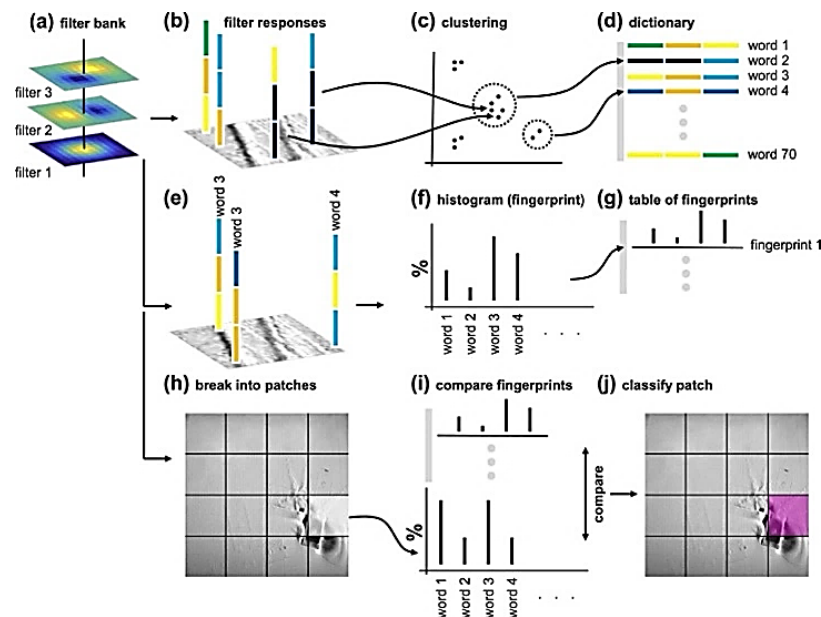 (a) filter bank
filter 3
filter 2
filter 1
(b) filter responses
(c) clustering
(d) dictionary
word 1
word 2
word 3
word 4
word 70
(e)
word 3
word 3
word 4
(f) histogram (fingerprint)
%
word 1
word 2
word 3
word 4
. . .
(g) table of fingerprints
fingerprint 1
(h) break into patches
(i) compare fingerprints
compare
%
word 1
word 2
word 3
word 4
. . .
(j) classify patch